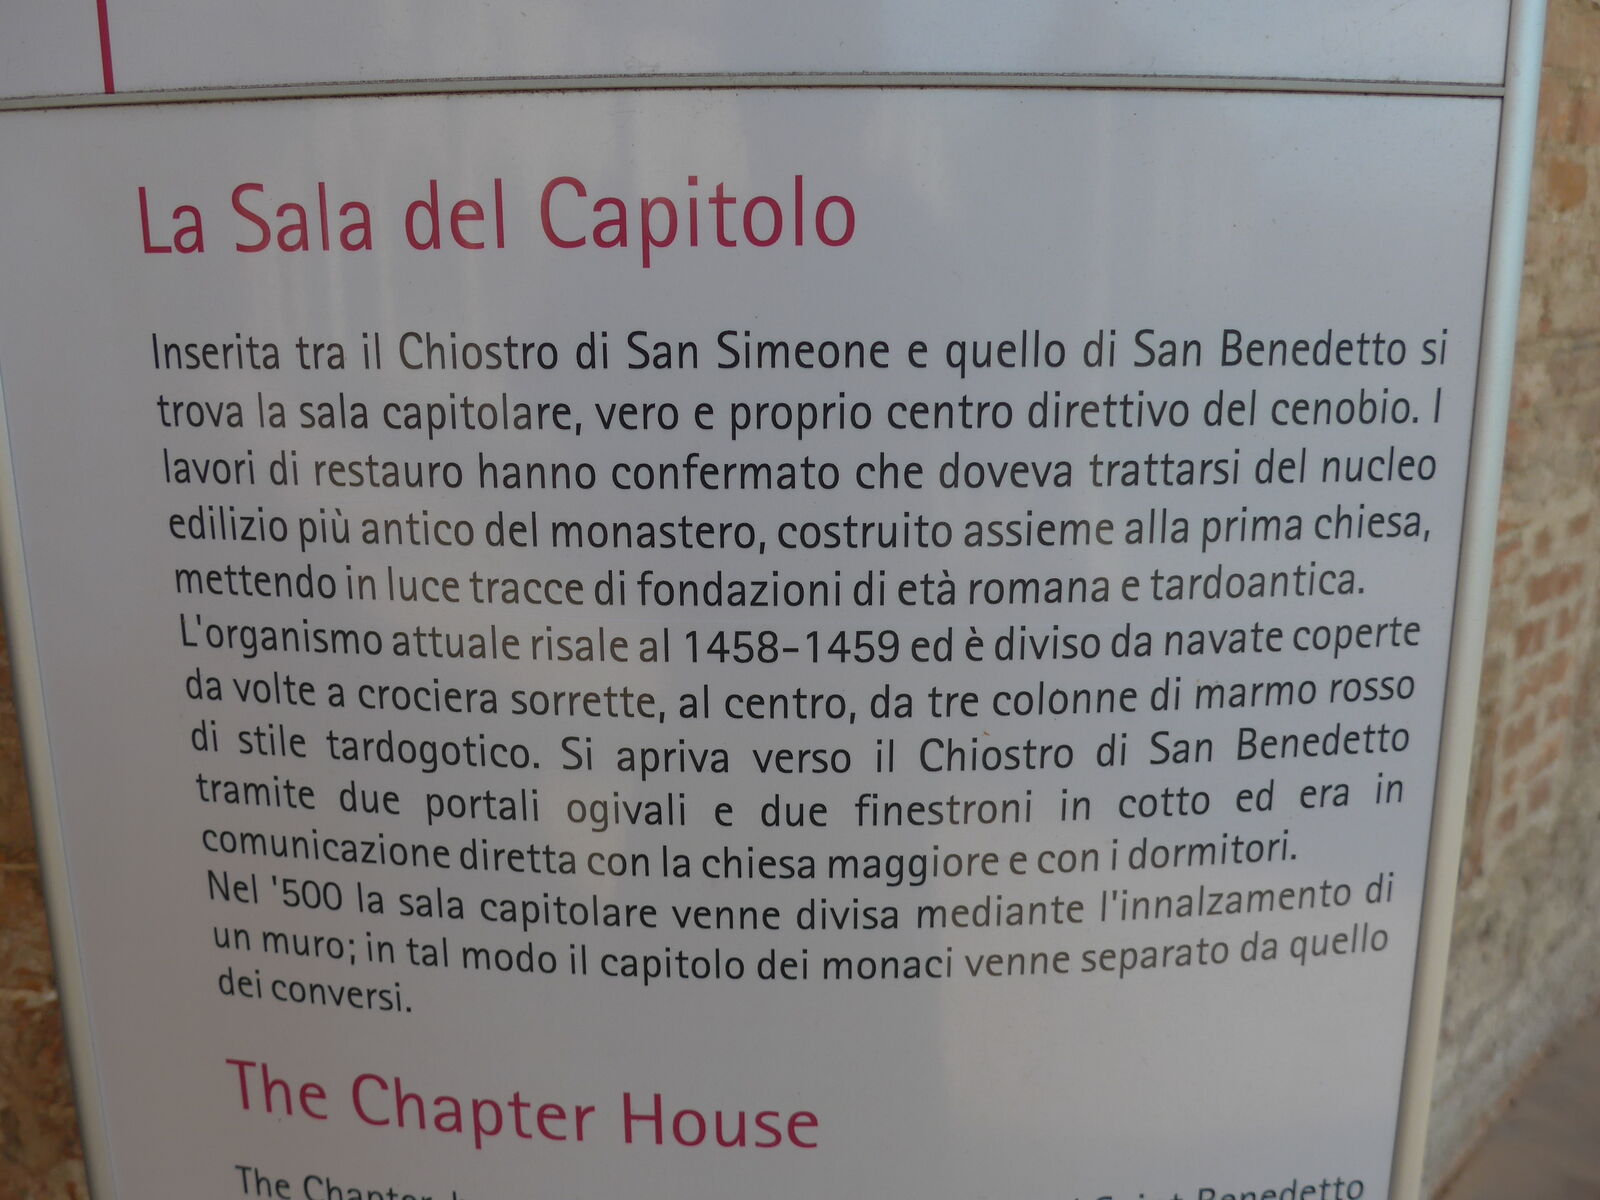 La Sala del Capitolo
Inserita tra il Chiostro di San Simeone e quello di San Benedetto si
trova la sala capitolare, vero e proprio centro direttivo del cenobio. I
lavori di restauro hanno confermato che doveva trattarsi del nucleo
edilizio più antico del monastero, costruito assieme alla prima chiesa,
mettendo in luce tracce di fondazioni di età romana e tardoantica.
L'organismo attuale risale al 1458-1459 ed è diviso da navate coperte
da volte a crociera sorrette, al centro, da tre colonne di marmo rosso
di stile tardogotico. Si apriva verso il Chiostro di San Benedetto
tramite due portali ogivali e due finestroni in cotto ed era in
comunicazione diretta con la chiesa maggiore e con i dormitori.
Nel '500 la sala capitolare venne divisa mediante l'innalzamento di
un muro; in tal modo il capitolo dei monaci venne separato da quello
dei conversi.
The Chapter House
The Chapter Benedetto